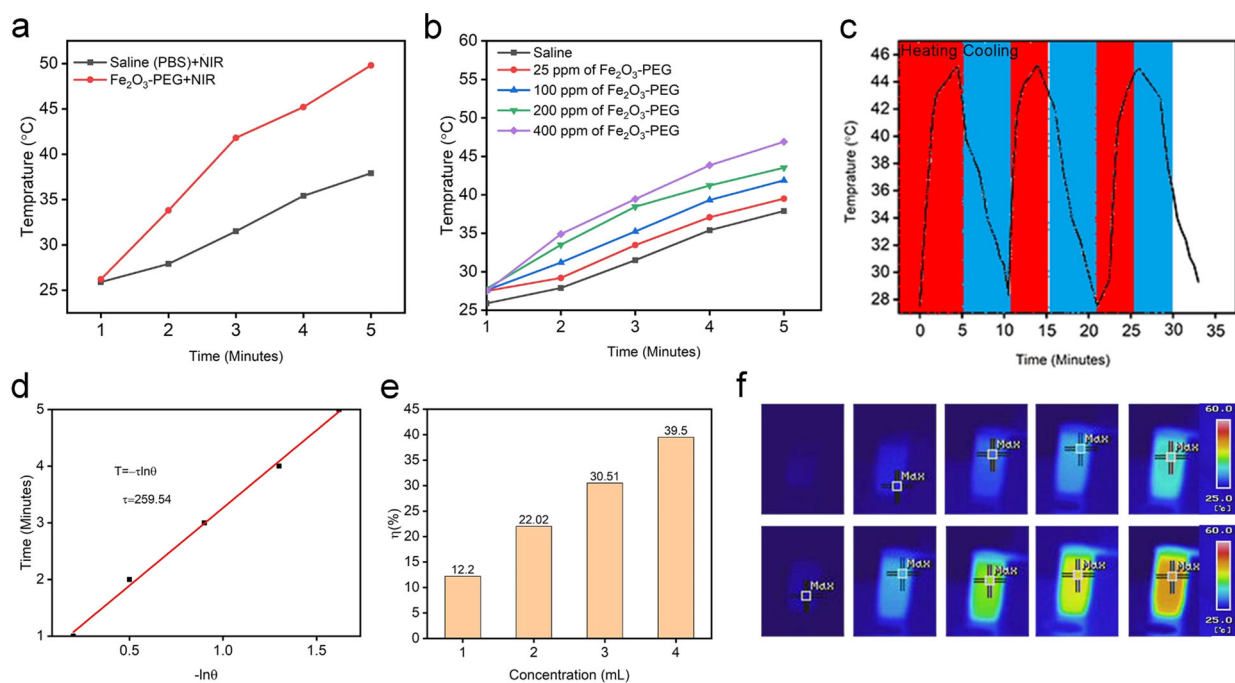 a
Saline (PBS)+NIR
Fe₂O₃-PEG+NIR
50
45
40
35
30
25
Temprature (°C)
1 2 3 4 5
Time (Minutes)
b
Saline
25 ppm of Fe₂O₃-PEG
100 ppm of Fe₂O₃-PEG
200 ppm of Fe₂O₃-PEG
400 ppm of Fe₂O₃-PEG
60
55
50
45
40
35
30
25
Temprature (°C)
1 2 3 4 5
Time (Minutes)
c
Heating Cooling
46
44
42
40
38
36
34
32
30
28
Temprature (°C)
0 5 10 15 20 25 30 35
Time (Minutes)
d
T=−τlnθ
τ=259.54
5
4
3
2
1
Time (Minutes)
0.5 1.0 1.5
-lnθ
e
45
40
35
30
25
20
15
10
5
0
η(%)
12.2
22.02
30.51
39.5
1 2 3 4
Concentration (mL)
f
Max Max Max Max
60.0
25.0
[°c]
Max Max Max Max Max
60.0
25.0
[°c]